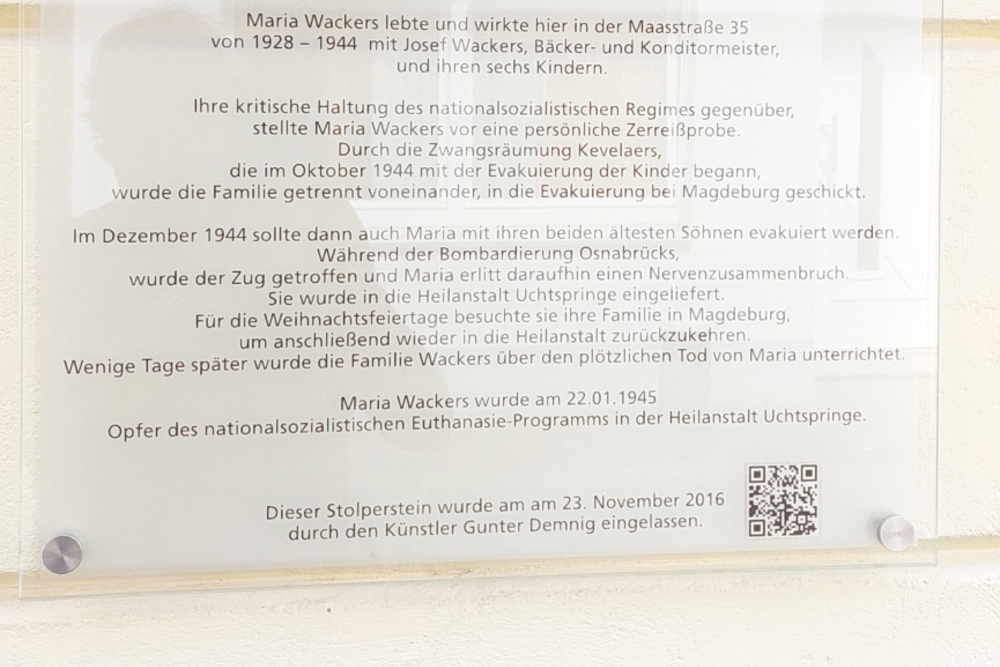 Maria Wackers lebte und wirkte hier in der Maasstraße 35
von 1928 – 1944 mit Josef Wackers, Bäcker- und Konditormeister,
und ihren sechs Kindern.
Ihre kritische Haltung des nationalsozialistischen Regimes gegenüber,
stellte Maria Wackers vor eine persönliche Zerreißprobe.
Durch die Zwangsräumung Kevelaers,
die im Oktober 1944 mit der Evakuierung der Kinder begann,
wurde die Familie getrennt voneinander, in die Evakuierung bei Magdeburg geschickt.
Im Dezember 1944 sollte dann auch Maria mit ihren beiden ältesten Söhnen evakuiert werden.
Während der Bombardierung Osnabrücks,
wurde der Zug getroffen und Maria erlitt daraufhin einen Nervenzusammenbruch.
Sie wurde in die Heilanstalt Uchtspringe eingeliefert.
Für die Weihnachtsfeiertage besuchte sie ihre Familie in Magdeburg,
um anschließend wieder in die Heilanstalt zurückzukehren.
Wenige Tage später wurde die Familie Wackers über den plötzlichen Tod von Maria unterrichtet.
Maria Wackers wurde am 22.01.1945
Opfer des nationalsozialistischen Euthanasie-Programms in der Heilanstalt Uchtspringe.
Dieser Stolperstein wurde am am 23. November 2016
durch den Künstler Gunter Demnig eingelassen.